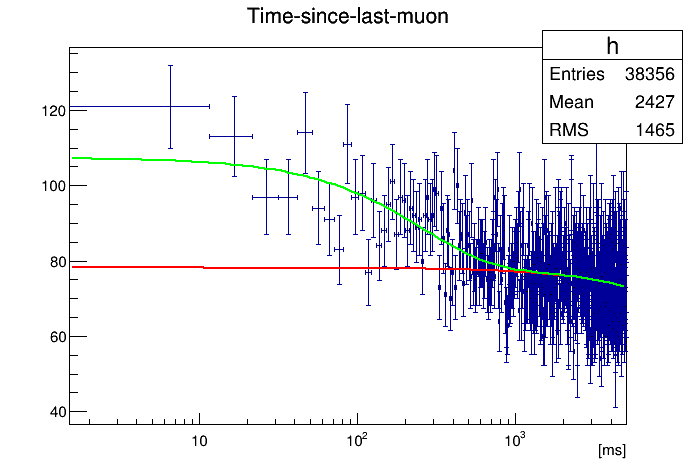 Time-since-last-muon
h
Entries 38356
Mean 2427
RMS 1465
120
100
80
60
40
10
10²
10³
[ms]